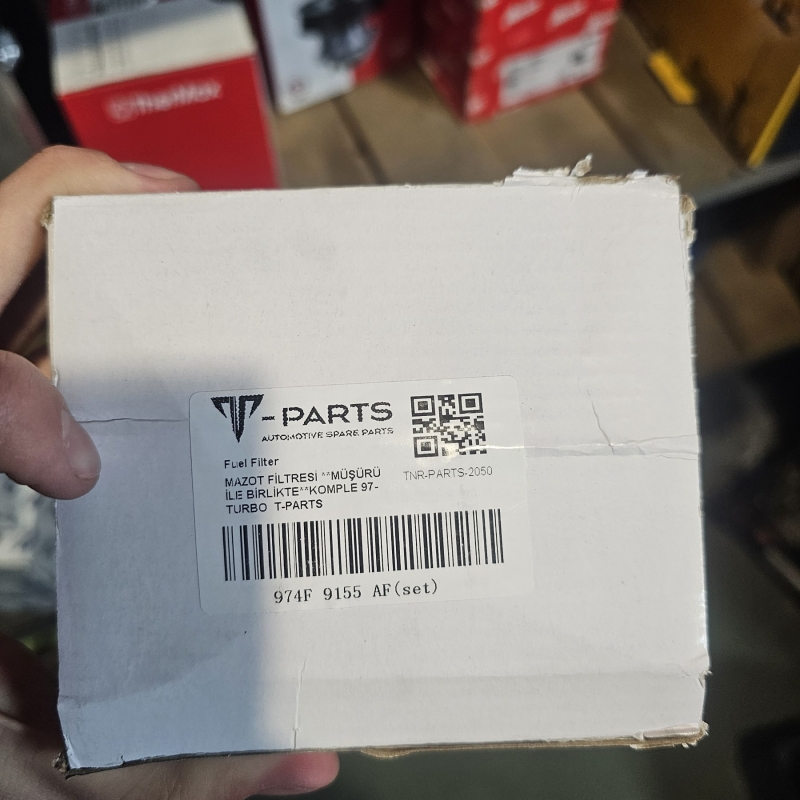 TharMax
T-PARTS
AUTOMOTIVE SPARE PARTS
Fuel Filter
MAZOT FİLTRESİ **MÜŞÜRÜ
İLE BİRLİKTE**KOMPLE 97-
TURBO T-PARTS
TNR-PARTS-2050
974F 9155 AF(set)